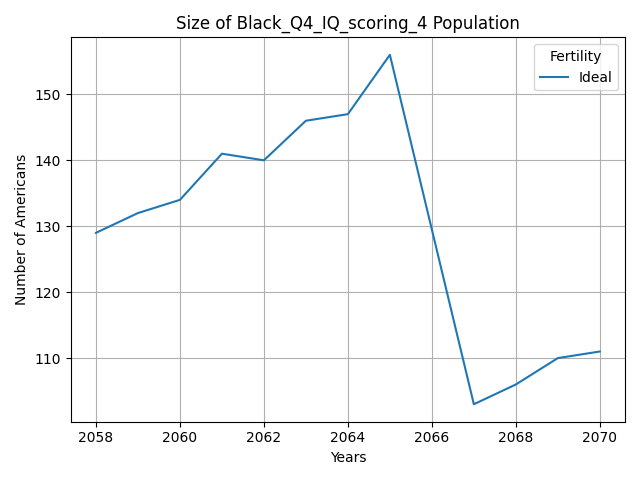 Size of Black_Q4_IQ_scoring_4 Population
Fertility
Ideal
Number of Americans
150
140
130
120
110
2058 2060 2062 2064 2066 2068 2070
Years